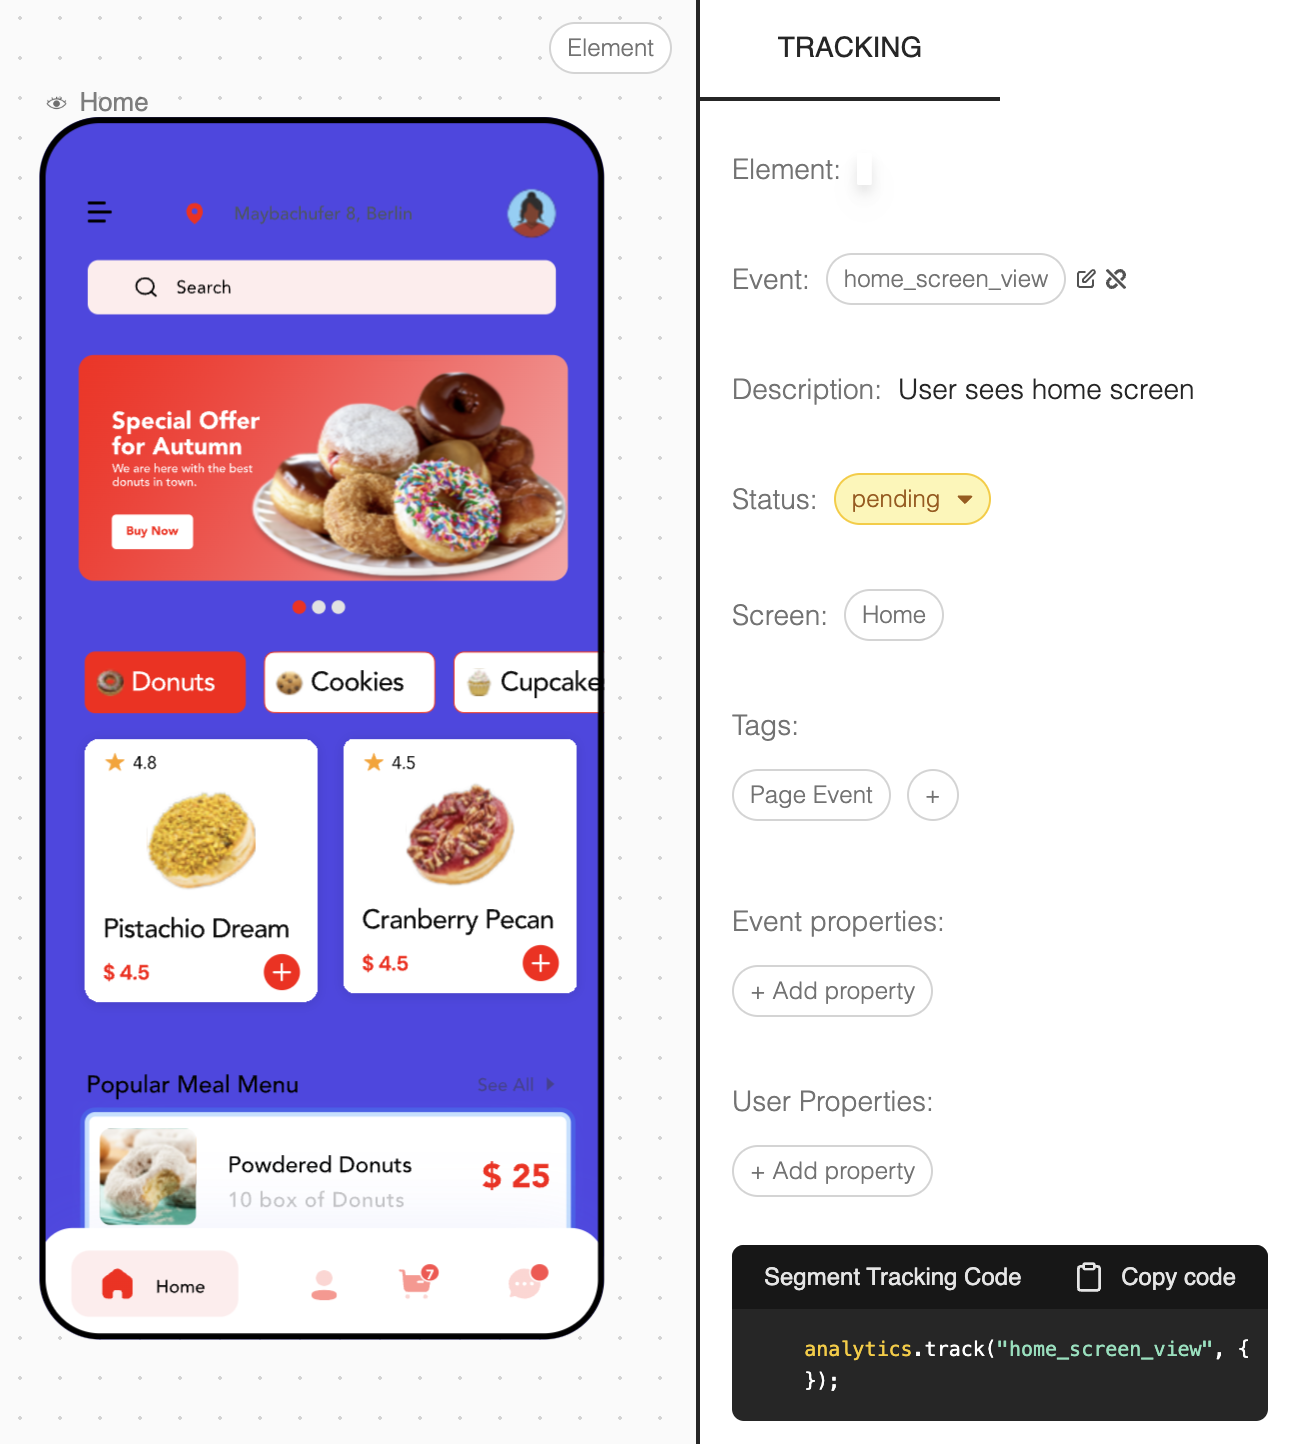 Element
Home
Maybachufer 8, Berlin
Search
Special Offer
for Autumn
We are here with the best
donuts in town.
Buy Now
Donuts
Cookies
Cupcake
4.8
4.5
Pistachio Dream
Cranberry Pecan
$ 4.5
+
$ 4.5
+
Popular Meal Menu
See All
Powdered Donuts
10 box of Donuts
$ 25
Home
7
TRACKING
Element:
Event:
home_screen_view
Description:
User sees home screen
Status:
pending
Screen:
Home
Tags:
Page Event
+
Event properties:
+ Add property
User Properties:
+ Add property
Segment Tracking Code
Copy code
analytics.track("home_screen_view", {
});